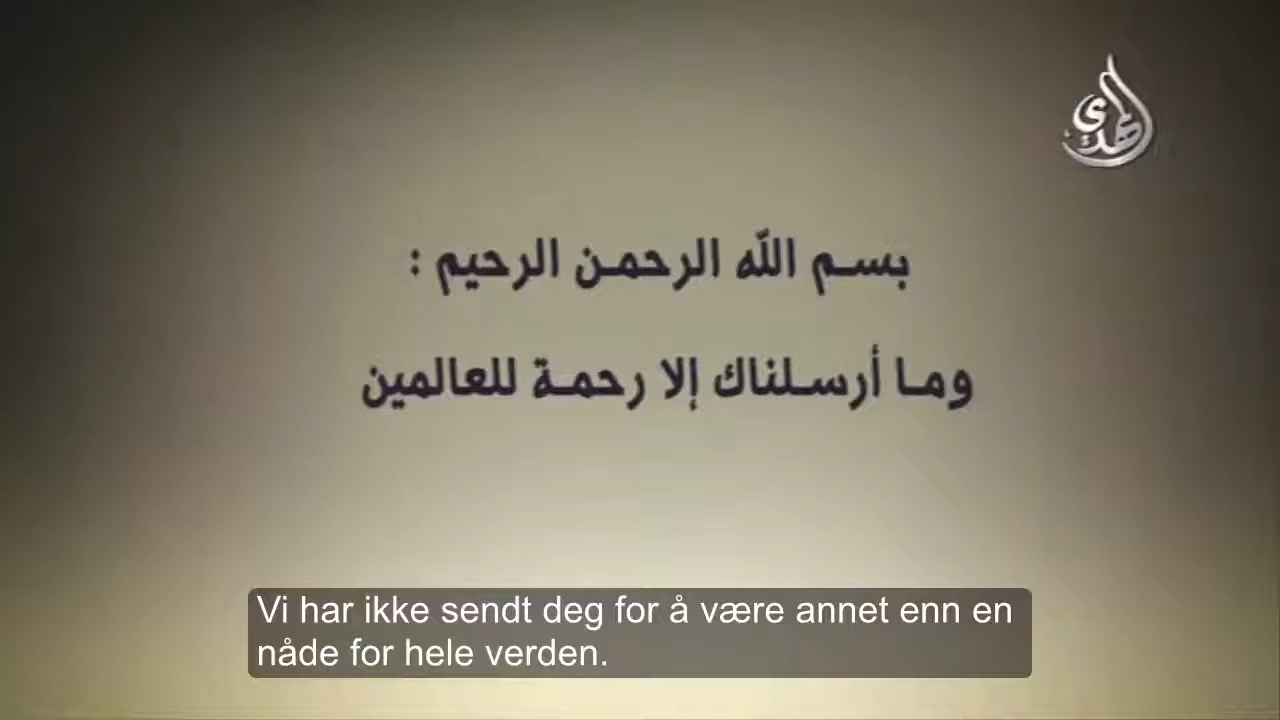 الهدى
بسم الله الرحمن الرحيم :
وما أرسلناك إلا رحمة للعالمين
Vi har ikke sendt deg for å være annet enn en
nåde for hele verden.